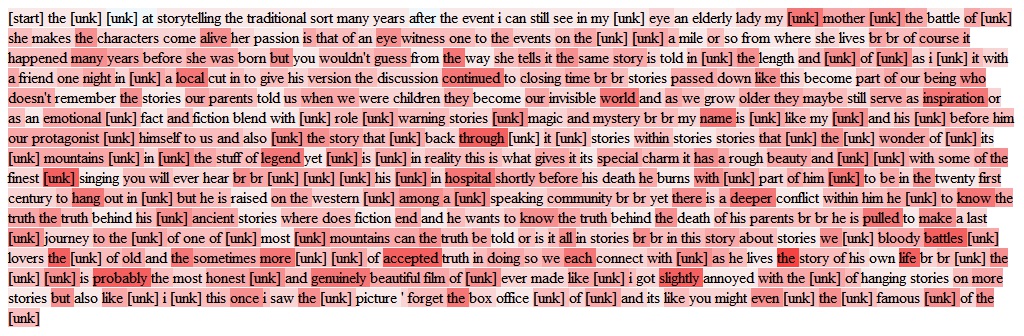 [start] the [unk] [unk] at storytelling the traditional sort many years after the event i can still see in my [unk] eye an elderly lady my [unk] mother [unk] the battle of [unk]
she makes the characters come alive her passion is that of an eye witness one to the events on the [unk] [unk] a mile or so from where she lives br br of course it
happened many years before she was born but you wouldn't guess from the way she tells it the same story is told in [unk] the length and [unk] of [unk] as i [unk] it with
a friend one night in [unk] a local cut in to give his version the discussion continued to closing time br br stories passed down like this become part of our being who
doesn't remember the stories our parents told us when we were children they become our invisible world and as we grow older they maybe still serve as inspiration or
as an emotional [unk] fact and fiction blend with [unk] role [unk] warning stories [unk] magic and mystery br br my name is [unk] like my [unk] and his [unk] before him
our protagonist [unk] himself to us and also [unk] the story that [unk] back through [unk] it [unk] stories within stories stories that [unk] the [unk] wonder of [unk] its
[unk] mountains [unk] in [unk] the stuff of legend yet [unk] is [unk] in reality this is what gives it its special charm it has a rough beauty and [unk] [unk] with some of the
finest [unk] singing you will ever hear br br [unk] [unk] [unk] his [unk] in hospital shortly before his death he burns with [unk] part of him [unk] to be in the twenty first
century to hang out in [unk] but he is raised on the western [unk] among a [unk] speaking community br br yet there is a deeper conflict within him he [unk] to know the
truth the truth behind his [unk] ancient stories where does fiction end and he wants to know the truth behind the death of his parents br br he is pulled to make a last
[unk] journey to the [unk] of one of [unk] most [unk] mountains can the truth be told or is it all in stories br br in this story about stories we [unk] bloody battles [unk]
lovers the [unk] of old and the sometimes more [unk] [unk] of accepted truth in doing so we each connect with [unk] as he lives the story of his own life br br [unk] the
[unk] [unk] is probably the most honest [unk] and genuinely beautiful film of [unk] ever made like [unk] i got slightly annoyed with the [unk] of hanging stories on more
stories but also like [unk] i [unk] this once i saw the [unk] picture ' forget the box office [unk] of [unk] and its like you might even [unk] the [unk] famous [unk] of the
[unk]